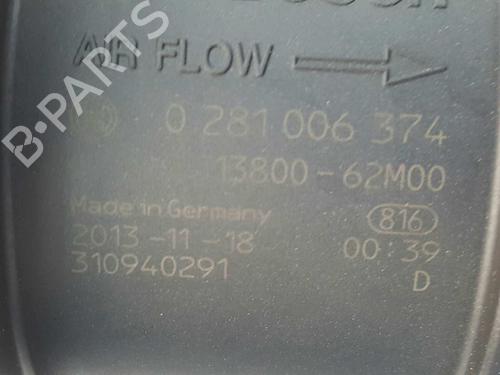 BOSCH
AIR FLOW
0 281 006 374
13800-62M00
Made in Germany 816
2013-11-18 00:39
310940291 D
B-PARTS